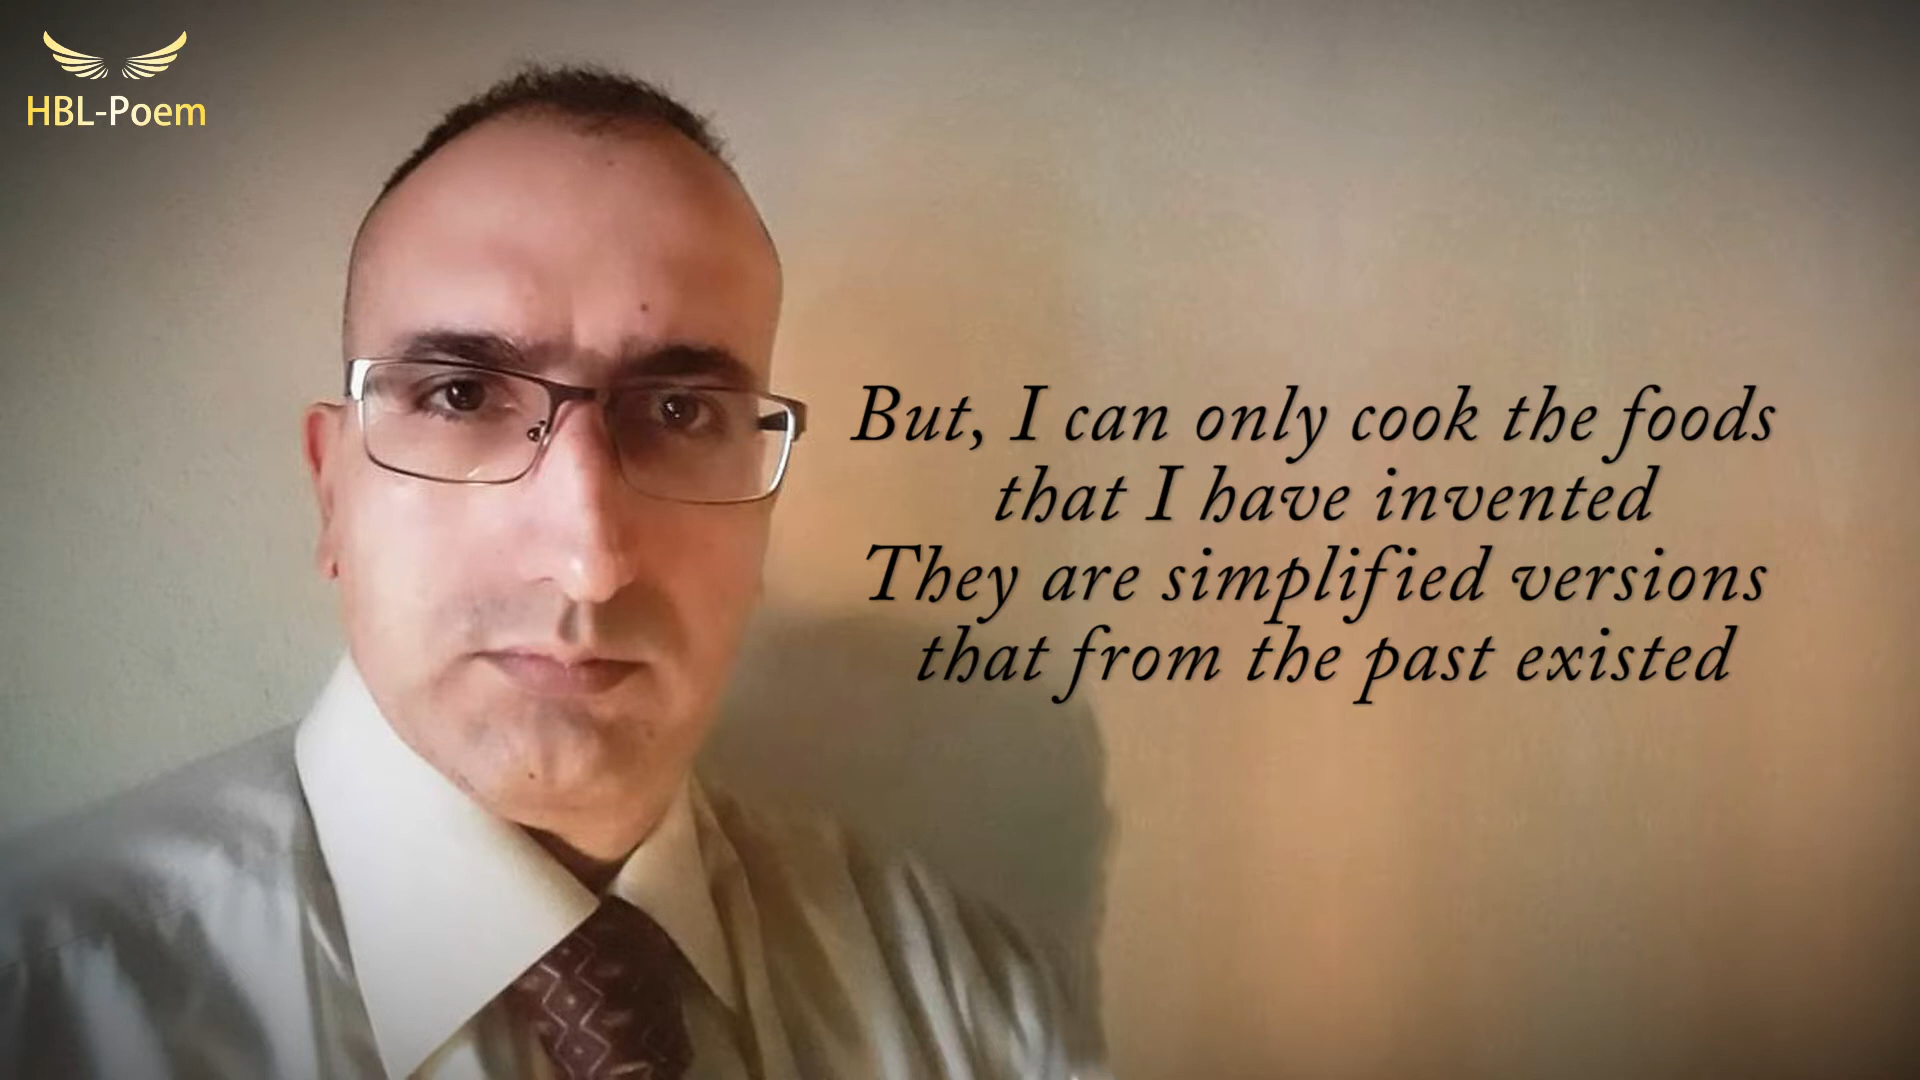 HBL-Poem
But, I can only cook the foods
that I have invented
They are simplified versions
that from the past existed